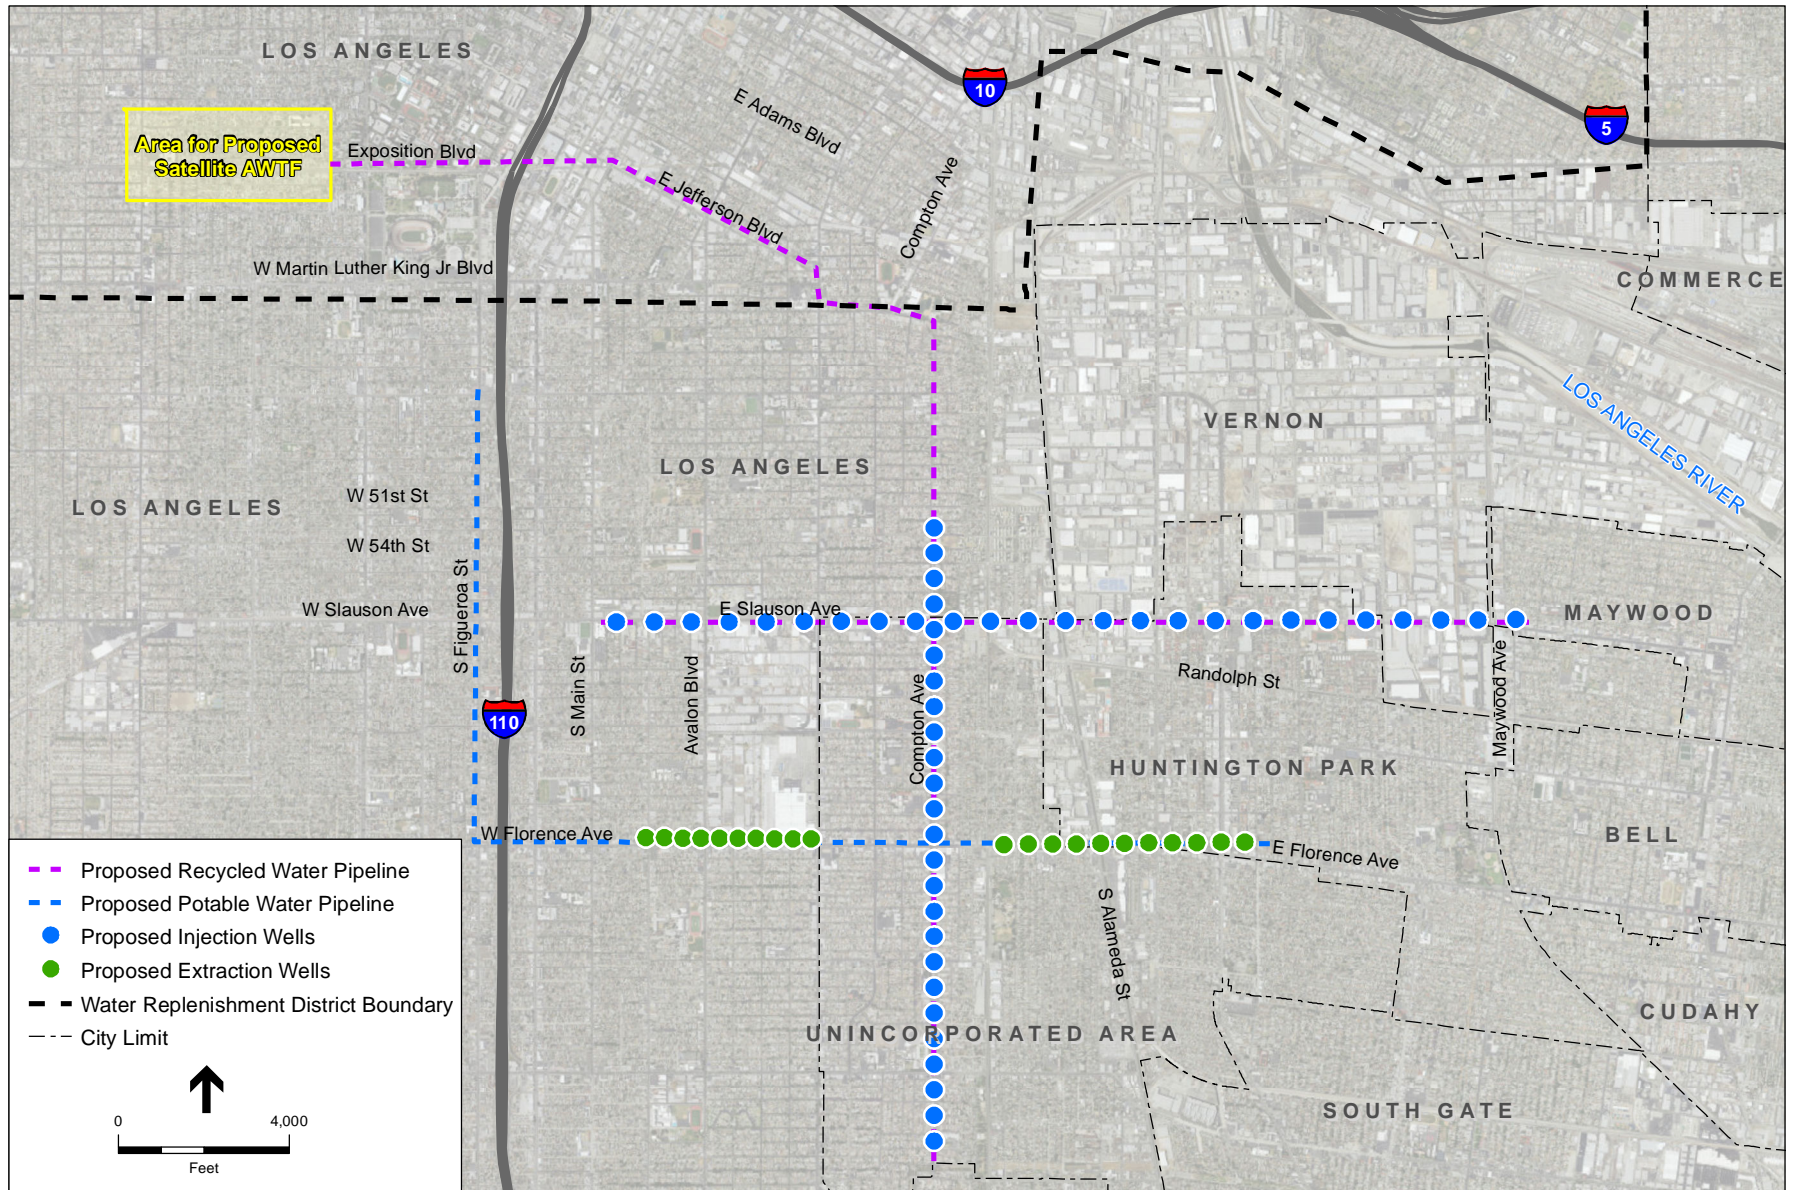 LOS ANGELES
10
5
E Adams Blvd
Area for Proposed
Satellite AWTF
Exposition Blvd
E Jefferson Blvd
Compton Ave
W Martin Luther King Jr Blvd
COMMERCE
LOS ANGELES RIVER
VERNON
LOS ANGELES
LOS ANGELES
W 51st St
W 54th St
W Slauson Ave
S Figueroa St
E Slauson Ave
MAYWOOD
S Main St
Avalon Blvd
Compton Ave
Randolph St
Maywood Ave
110
HUNTINGTON PARK
BELL
W Florence Ave
E Florence Ave
S Alameda St
UNINCORPORATED AREA
CUDAHY
SOUTH GATE
Proposed Recycled Water Pipeline
Proposed Potable Water Pipeline
Proposed Injection Wells
Proposed Extraction Wells
Water Replenishment District Boundary
City Limit
0 4,000
Feet